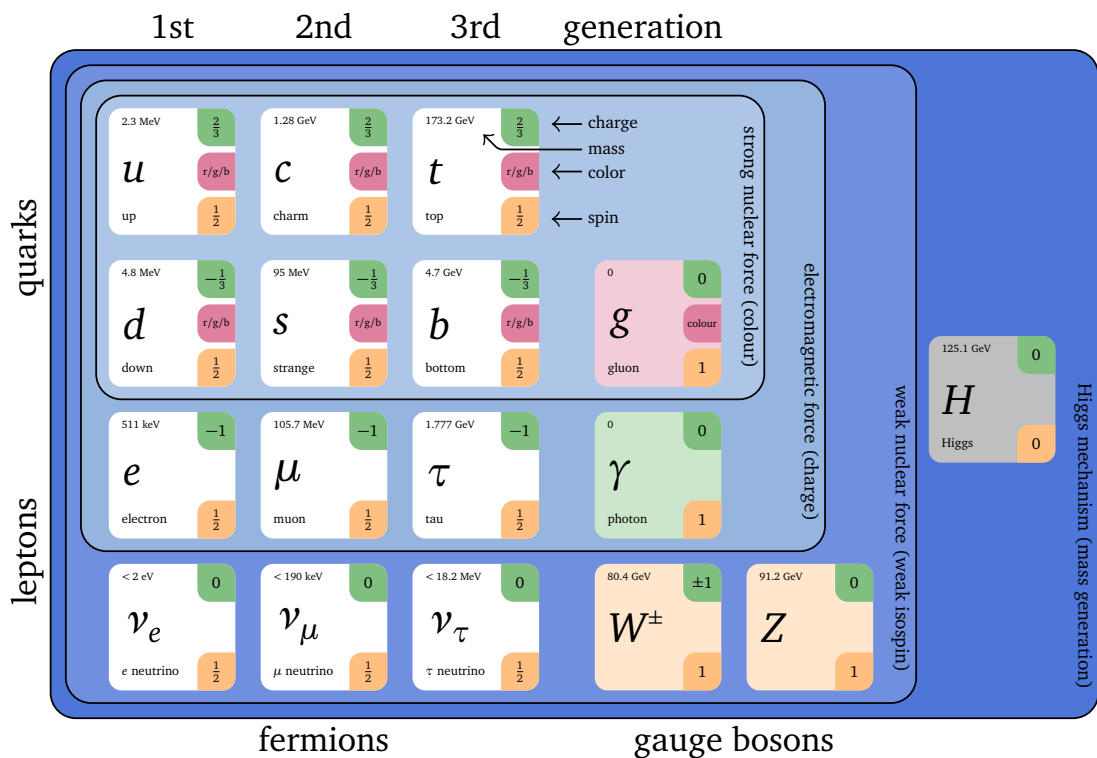 1st 2nd 3rd generation
quarks
leptons
2.3 MeV
2/3
u
r/g/b
up
1/2
1.28 GeV
2/3
c
r/g/b
charm
1/2
173.2 GeV
2/3
t
r/g/b
top
1/2
charge
mass
color
spin
4.8 MeV
−1/3
d
r/g/b
down
1/2
95 MeV
−1/3
s
r/g/b
strange
1/2
4.7 GeV
−1/3
b
r/g/b
bottom
1/2
0
0
g
colour
gluon
1
strong nuclear force (colour)
511 keV
−1
e
electron
1/2
105.7 MeV
−1
μ
muon
1/2
1.777 GeV
−1
τ
tau
1/2
0
0
γ
photon
1
electromagnetic force (charge)
< 2 eV
0
νe
e neutrino
1/2
< 190 keV
0
νμ
μ neutrino
1/2
< 18.2 MeV
0
ντ
τ neutrino
1/2
80.4 GeV
±1
W±
1
91.2 GeV
0
Z
1
weak nuclear force (weak isospin)
125.1 GeV
0
H
Higgs
0
Higgs mechanism (mass generation)
fermions
gauge bosons